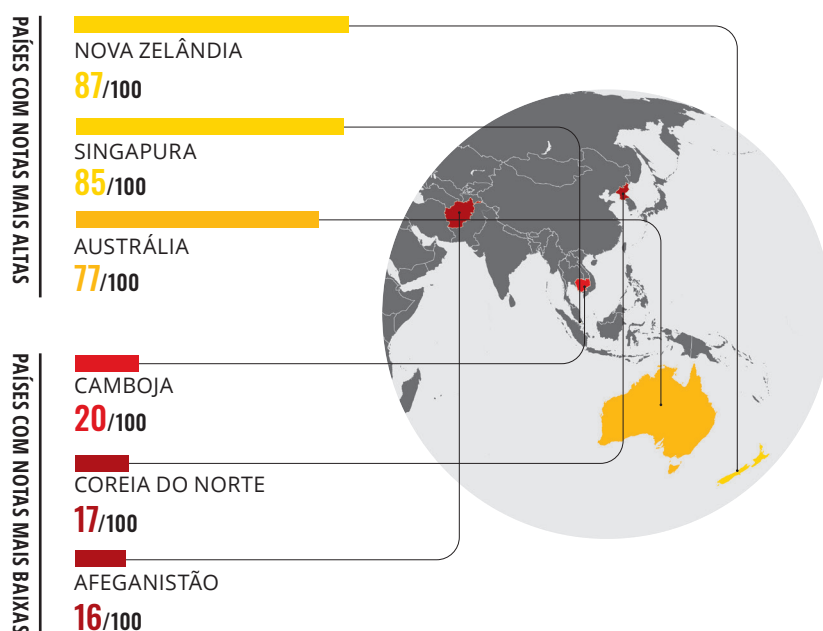 PAÍSES COM NOTAS MAIS ALTAS
NOVA ZELÂNDIA
87/100
SINGAPURA
85/100
AUSTRÁLIA
77/100
PAÍSES COM NOTAS MAIS BAIXAS
CAMBOJA
20/100
COREIA DO NORTE
17/100
AFEGANISTÃO
16/100